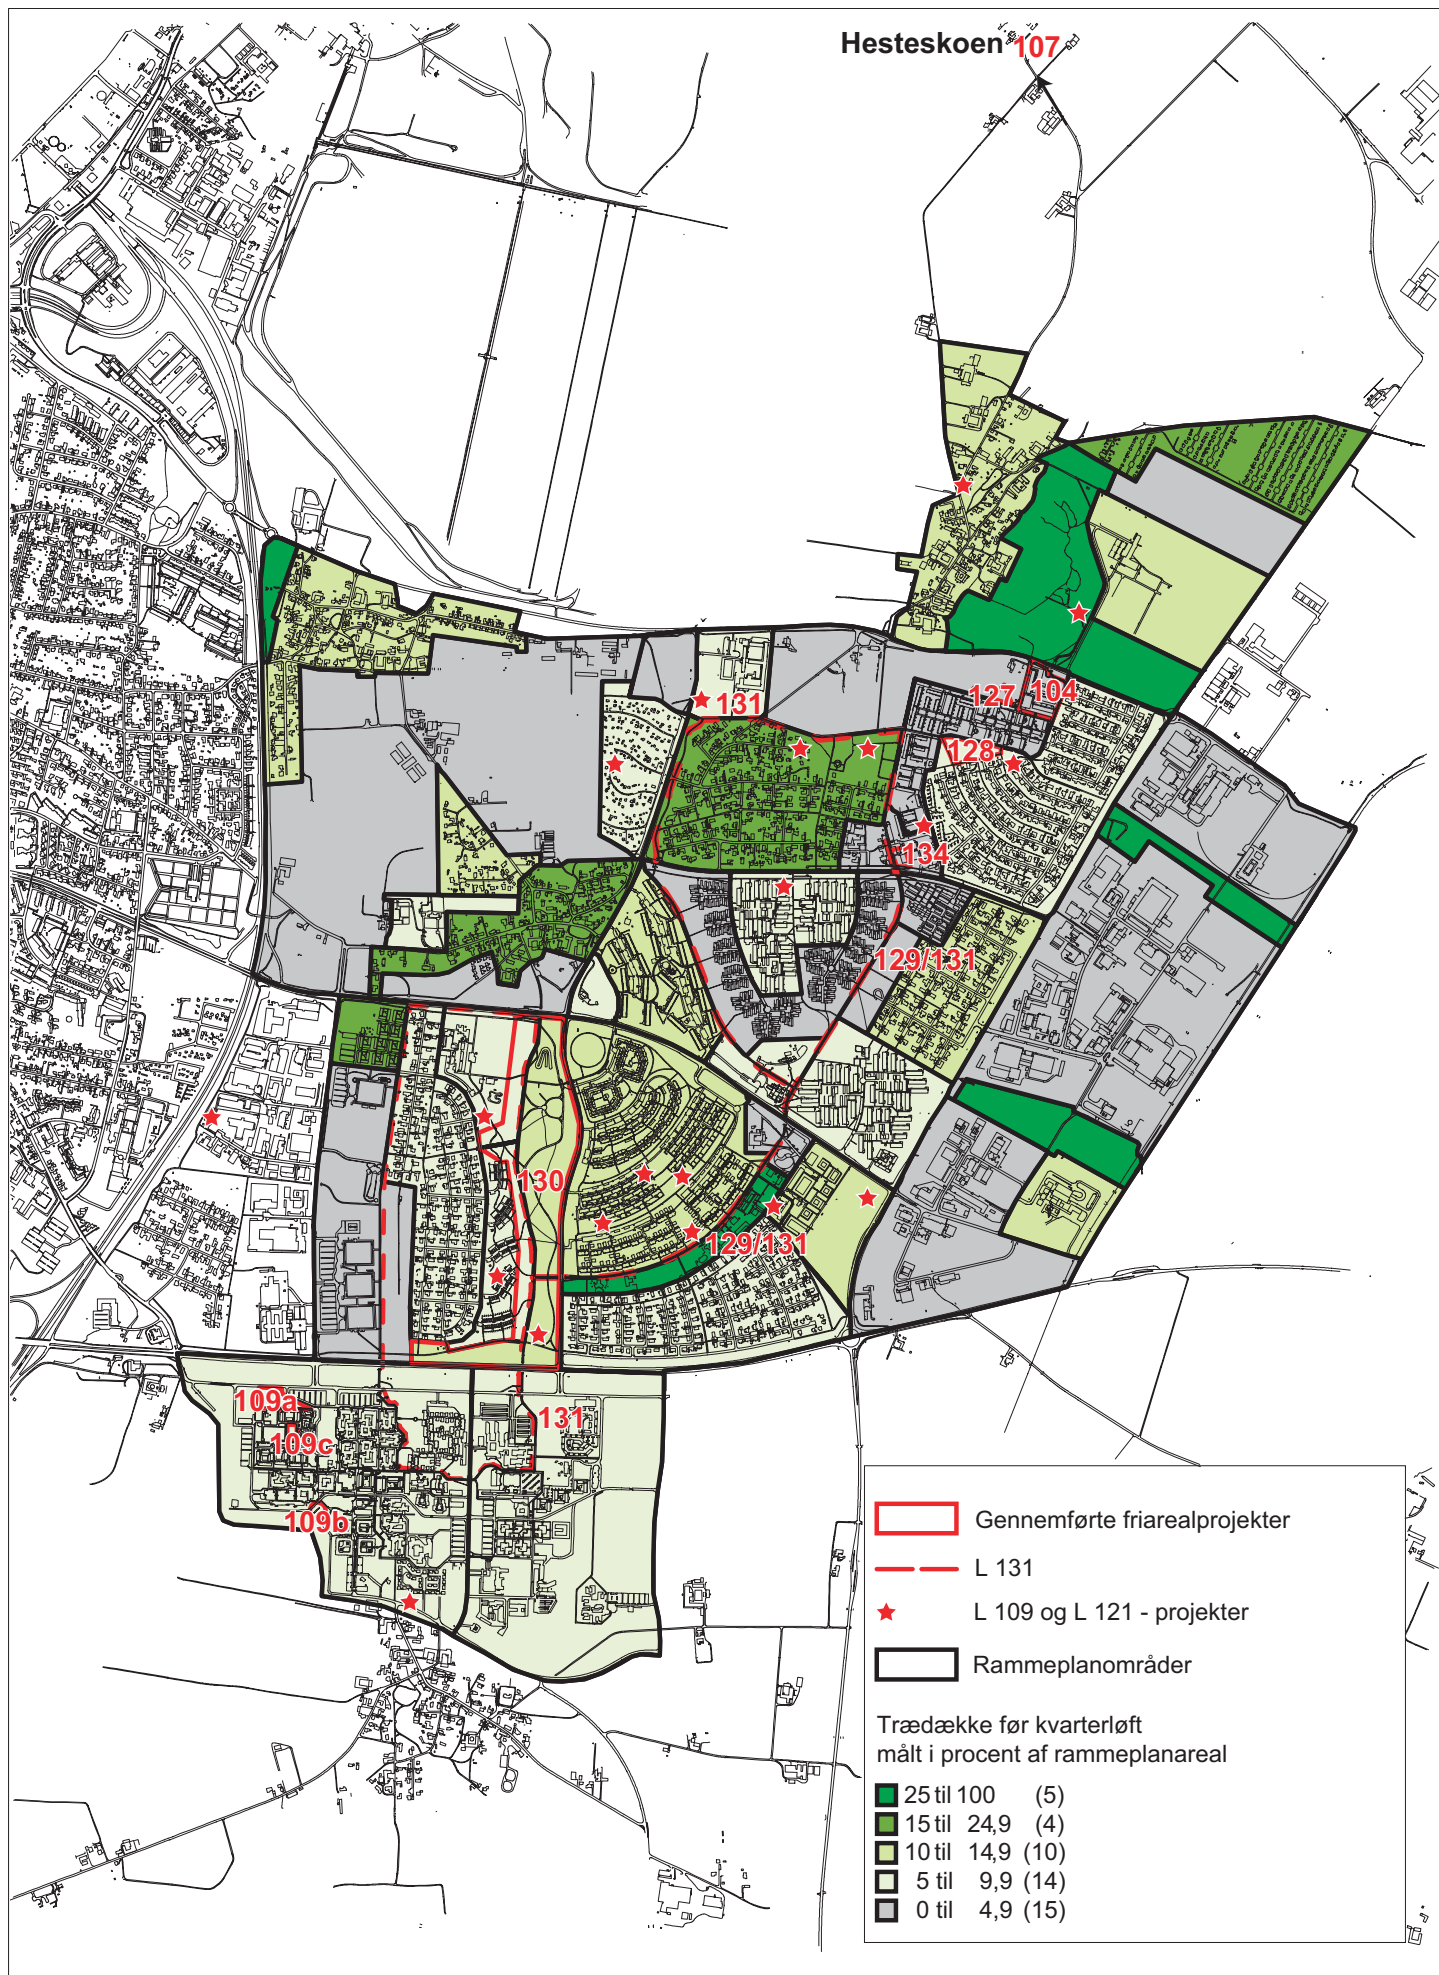 Hesteskoen 107
131
127
104
128
134
129/131
130
129/131
109a
131
109c
109b
Gennemførte friarealprojekter
L 131
L 109 og L 121 - projekter
Rammeplanområder
Trædække før kvarterløft
målt i procent af rammeplanareal
25 til 100 (5)
15 til 24,9 (4)
10 til 14,9 (10)
5 til 9,9 (14)
0 til 4,9 (15)